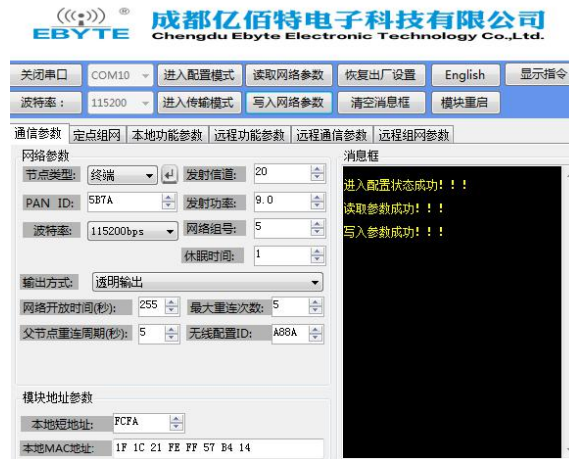 ((•)) ®
EBYTE
成都亿佰特电子科技有限公司
Chengdu Ebyte Electronic Technology Co.,Ltd.
关闭串口 COM10 进入配置模式 读取网络参数 恢复出厂设置 English 显示指令
波特率： 115200 进入传输模式 写入网络参数 清空消息框 模块重启
通信参数 定点组网 本地功能参数 远程功能参数 远程通信参数 远程组网参数
网络参数 消息框
节点类型: 终端 发射信道: 20
PAN ID: 5B7A 发射功率: 9.0
波特率: 115200bps 网络组号: 5
休眠时间: 1
输出方式: 透明输出
网络开放时间(秒): 255 最大重连次数: 5
父节点重连周期(秒): 5 无线配置ID: A88A
进入配置状态成功！！！
读取参数成功！！！
写入参数成功！！！
模块地址参数
本地短地址: FCFA
本地MAC地址: 1F 1C 21 FE FF 57 B4 14